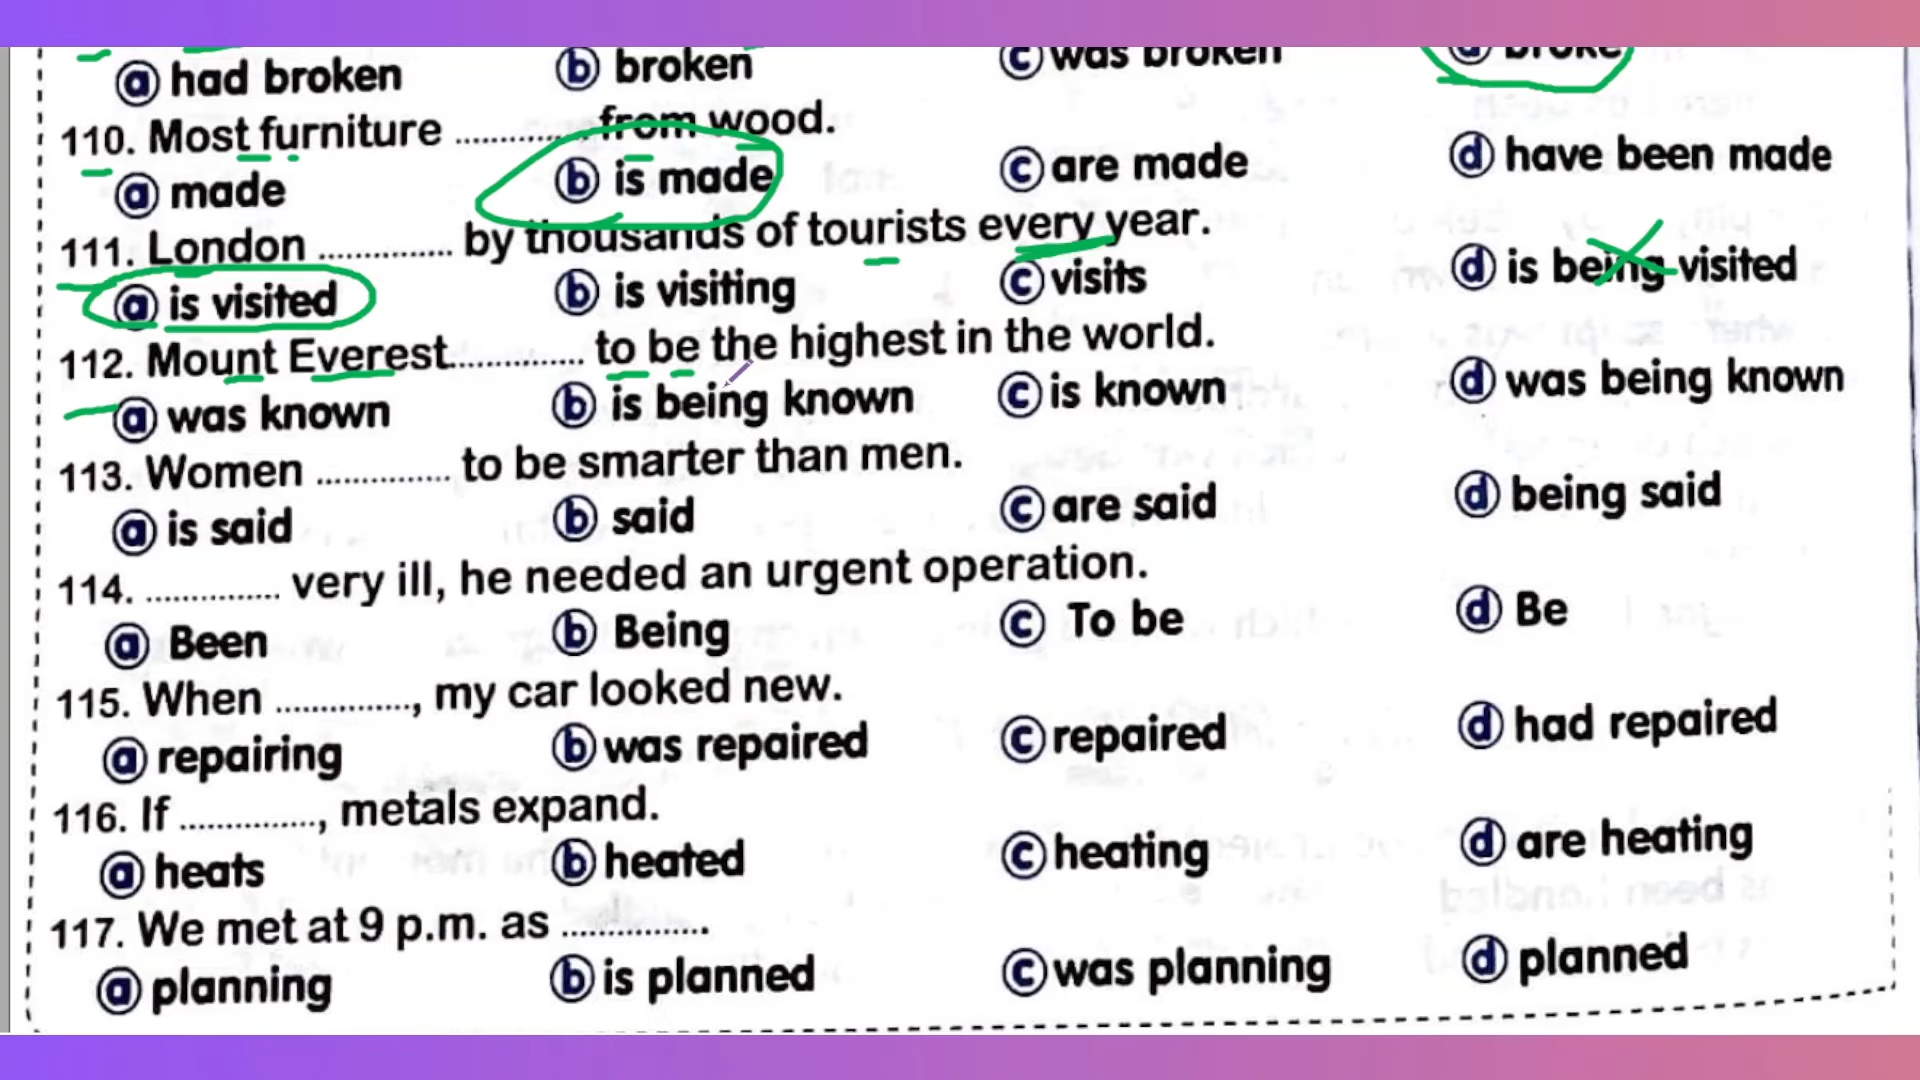 a had broken b broken c was broken d broke
110. Most furniture .............. from wood.
a made b is made c are made d have been made
111. London .............. by thousands of tourists every year.
a is visited b is visiting c visits d is being visited
112. Mount Everest.............. to be the highest in the world.
a was known b is being known c is known d was being known
113. Women .............. to be smarter than men.
a is said b said c are said d being said
114. .............. very ill, he needed an urgent operation.
a Been b Being c To be d Be
115. When .............., my car looked new.
a repairing b was repaired c repaired d had repaired
116. If .............., metals expand.
a heats b heated c heating d are heating
117. We met at 9 p.m. as ...............
a planning b is planned c was planning d planned